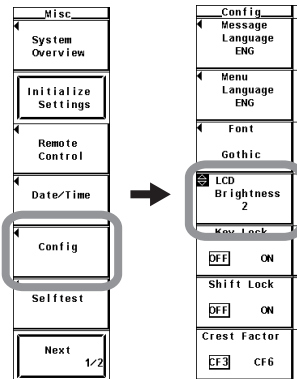 Misc
System
Overview
Initialize
Settings
Remote
Control
Date/Time
Config
Selftest
Next
1/2
Config
Message
Language
ENG
Menu
Language
ENG
Font
Gothic
LCD
Brightness
2
Key Lock
OFF ON
Shift Lock
OFF ON
Crest Factor
CF3 CF6